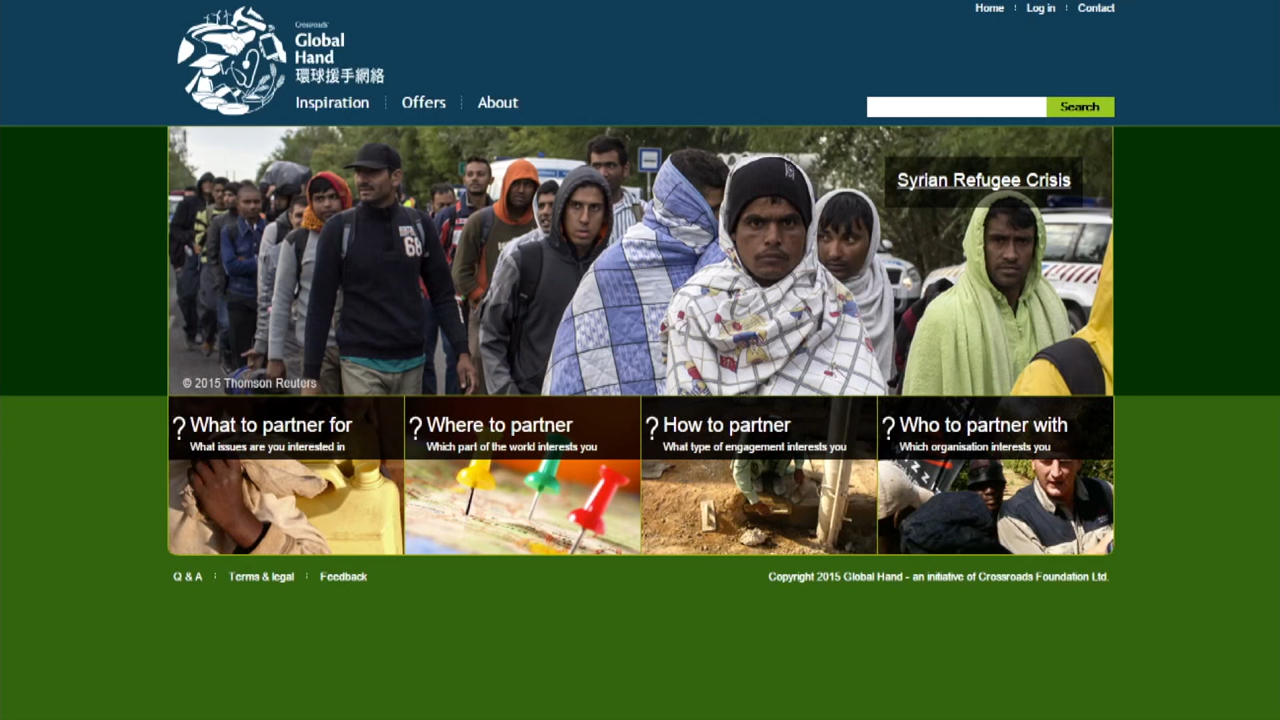 Home
Log in
Contact
Crossroads'
Global
Hand
環球援手網絡
Inspiration
Offers
About
Search
Syrian Refugee Crisis
66
© 2015 Thomson Reuters
? What to partner for
What issues are you interested in
? Where to partner
Which part of the world interests you
? How to partner
What type of engagement interests you
? Who to partner with
Which organisation interests you
Q & A
Terms & legal
Feedback
Copyright 2015 Global Hand - an initiative of Crossroads Foundation Ltd.